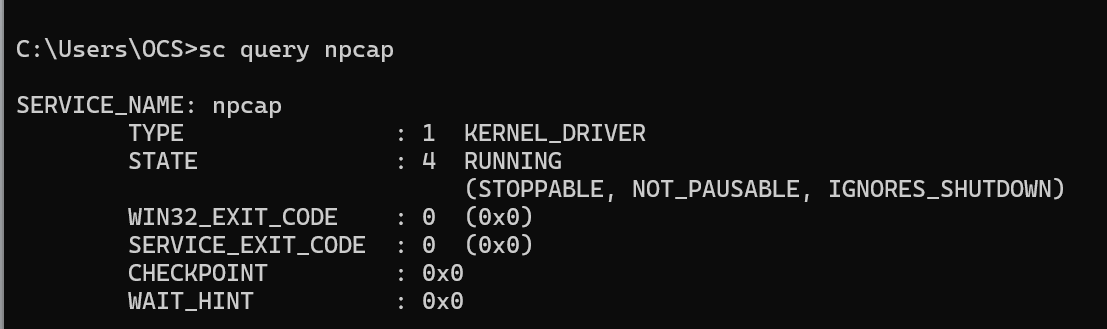 C:\Users\OCS>sc query npcap
SERVICE_NAME: npcap
TYPE : 1 KERNEL_DRIVER
STATE : 4 RUNNING
(STOPPABLE, NOT_PAUSABLE, IGNORES_SHUTDOWN)
WIN32_EXIT_CODE : 0 (0x0)
SERVICE_EXIT_CODE : 0 (0x0)
CHECKPOINT : 0x0
WAIT_HINT : 0x0